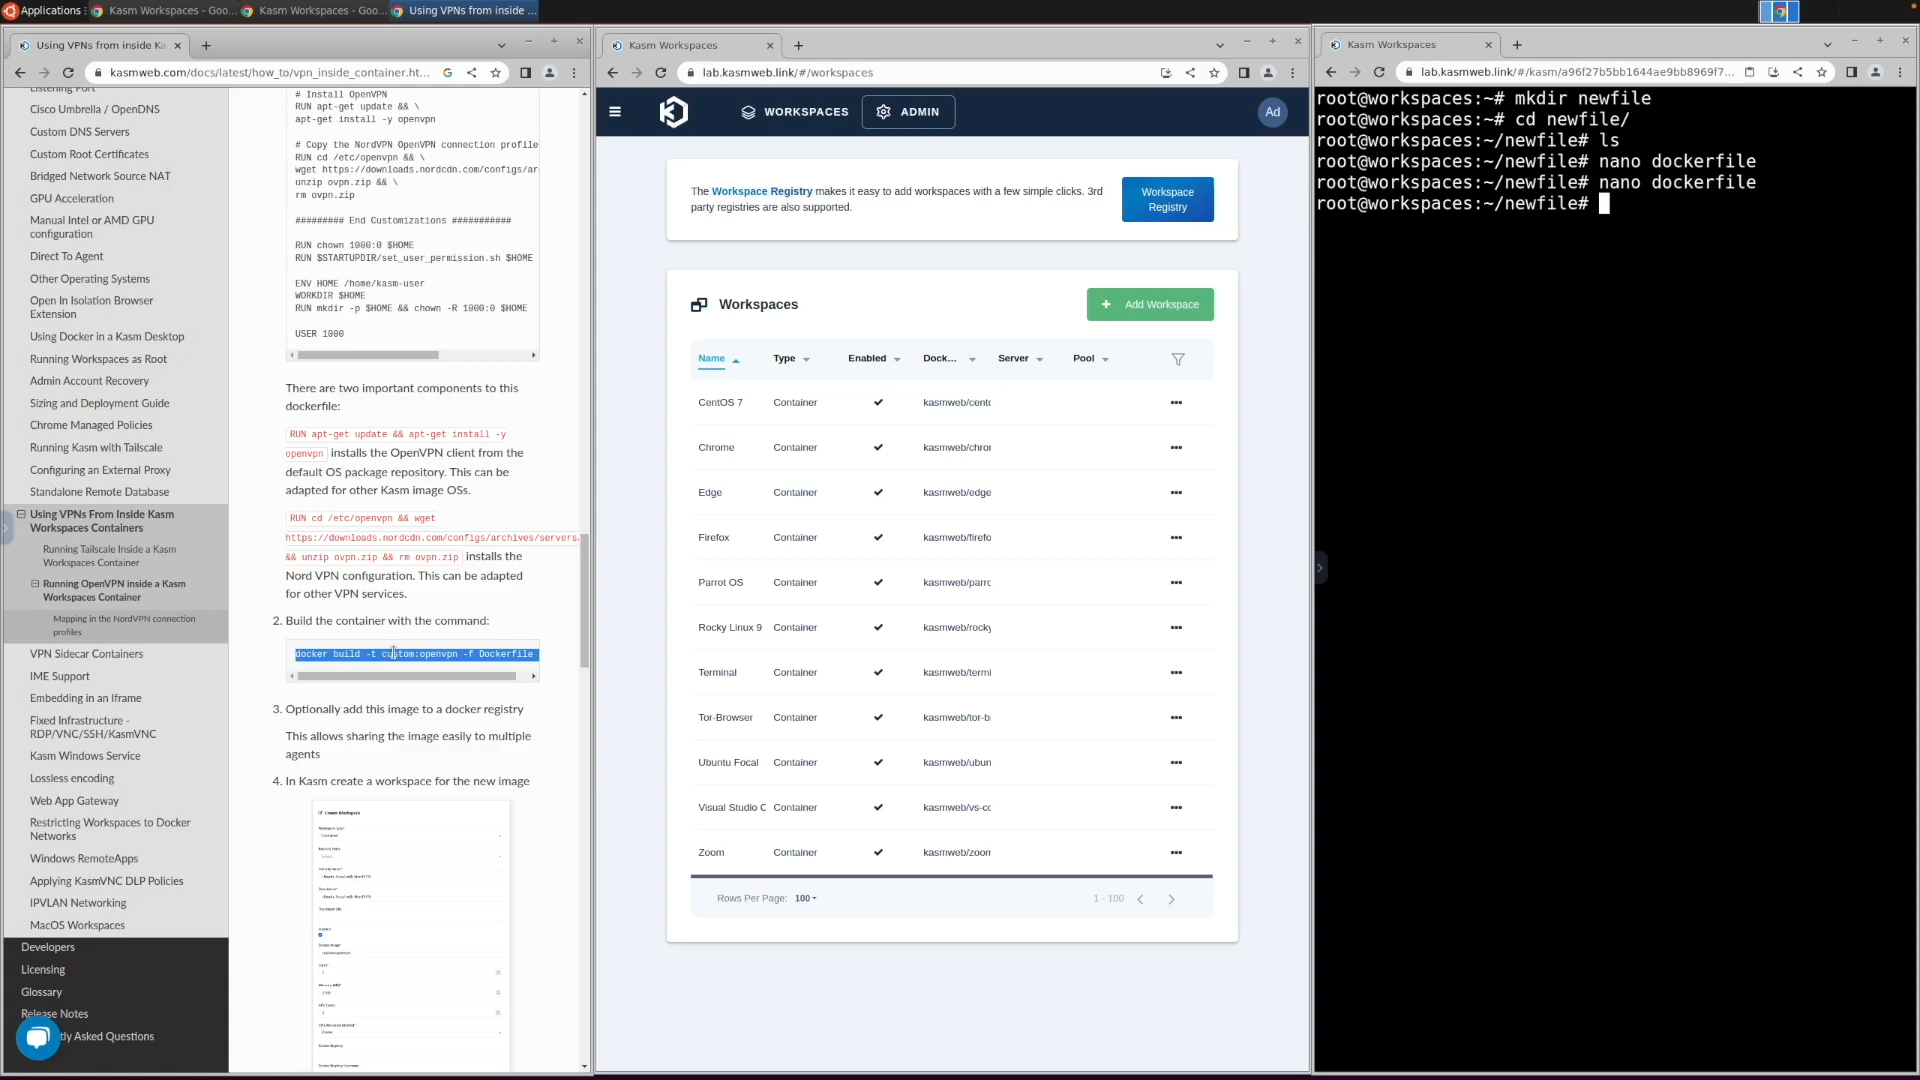 Applications
Kasm Workspaces - Goo...
Kasm Workspaces - Goo...
Using VPNs from inside ...
Using VPNs from inside Ka
kasmweb.com/docs/latest/how_to/vpn_inside_container.ht...
Listening Port
Cisco Umbrella / OpenDNS
Custom DNS Servers
Custom Root Certificates
Bridged Network Source NAT
GPU Acceleration
Manual Intel or AMD GPU
configuration
Direct To Agent
Other Operating Systems
Open In Isolation Browser
Extension
Using Docker in a Kasm Desktop
Running Workspaces as Root
Admin Account Recovery
Sizing and Deployment Guide
Chrome Managed Policies
Running Kasm with Tailscale
Configuring an External Proxy
Standalone Remote Database
Using VPNs From Inside Kasm
Workspaces Containers
Running Tailscale Inside a Kasm
Workspaces Container
Running OpenVPN inside a Kasm
Workspaces Container
Mapping in the NordVPN connection
profiles
VPN Sidecar Containers
IME Support
Embedding in an Iframe
Fixed Infrastructure -
RDP/VNC/SSH/KasmVNC
Kasm Windows Service
Lossless encoding
Web App Gateway
Restricting Workspaces to Docker
Networks
Windows RemoteApps
Applying KasmVNC DLP Policies
IPVLAN Networking
MacOS Workspaces
Developers
Licensing
Glossary
Release Notes
tly Asked Questions
# Install OpenVPN
RUN apt-get update && \
apt-get install -y openvpn
# Copy the NordVPN OpenVPN connection profile
RUN cd /etc/openvpn && \
wget https://downloads.nordcdn.com/configs/ar
unzip ovpn.zip && \
rm ovpn.zip
######### End Customizations ###########
RUN chown 1000:0 $HOME
RUN $STARTUPDIR/set_user_permission.sh $HOME
ENV HOME /home/kasm-user
WORKDIR $HOME
RUN mkdir -p $HOME && chown -R 1000:0 $HOME
USER 1000
There are two important components to this
dockerfile:
RUN apt-get update && apt-get install -y
openvpn installs the OpenVPN client from the
default OS package repository. This can be
adapted for other Kasm image OSs.
RUN cd /etc/openvpn && wget
https://downloads.nordcdn.com/configs/archives/servers/
&& unzip ovpn.zip && rm ovpn.zip installs the
Nord VPN configuration. This can be adapted
for other VPN services.
2. Build the container with the command:
docker build -t custom:openvpn -f Dockerfile
3. Optionally add this image to a docker registry
This allows sharing the image easily to multiple
agents
4. In Kasm create a workspace for the new image
Create Workspace
Kasm Workspaces
lab.kasmweb.link/#/workspaces
WORKSPACES
ADMIN
Ad
The Workspace Registry makes it easy to add workspaces with a few simple clicks. 3rd
party registries are also supported.
Workspace
Registry
Workspaces
+ Add Workspace
Name Type Enabled Dock... Server Pool
CentOS 7 Container kasmweb/cento
Chrome Container kasmweb/chror
Edge Container kasmweb/edge
Firefox Container kasmweb/firefo
Parrot OS Container kasmweb/parrc
Rocky Linux 9 Container kasmweb/rocky
Terminal Container kasmweb/termi
Tor-Browser Container kasmweb/tor-b
Ubuntu Focal Container kasmweb/ubun
Visual Studio C Container kasmweb/vs-cc
Zoom Container kasmweb/zoom
Rows Per Page: 100
1 - 100
Kasm Workspaces
lab.kasmweb.link/#/kasm/a96f27b5bb1644ae9bb8969f7...
root@workspaces:~# mkdir newfile
root@workspaces:~# cd newfile/
root@workspaces:~/newfile# ls
root@workspaces:~/newfile# nano dockerfile
root@workspaces:~/newfile# nano dockerfile
root@workspaces:~/newfile#